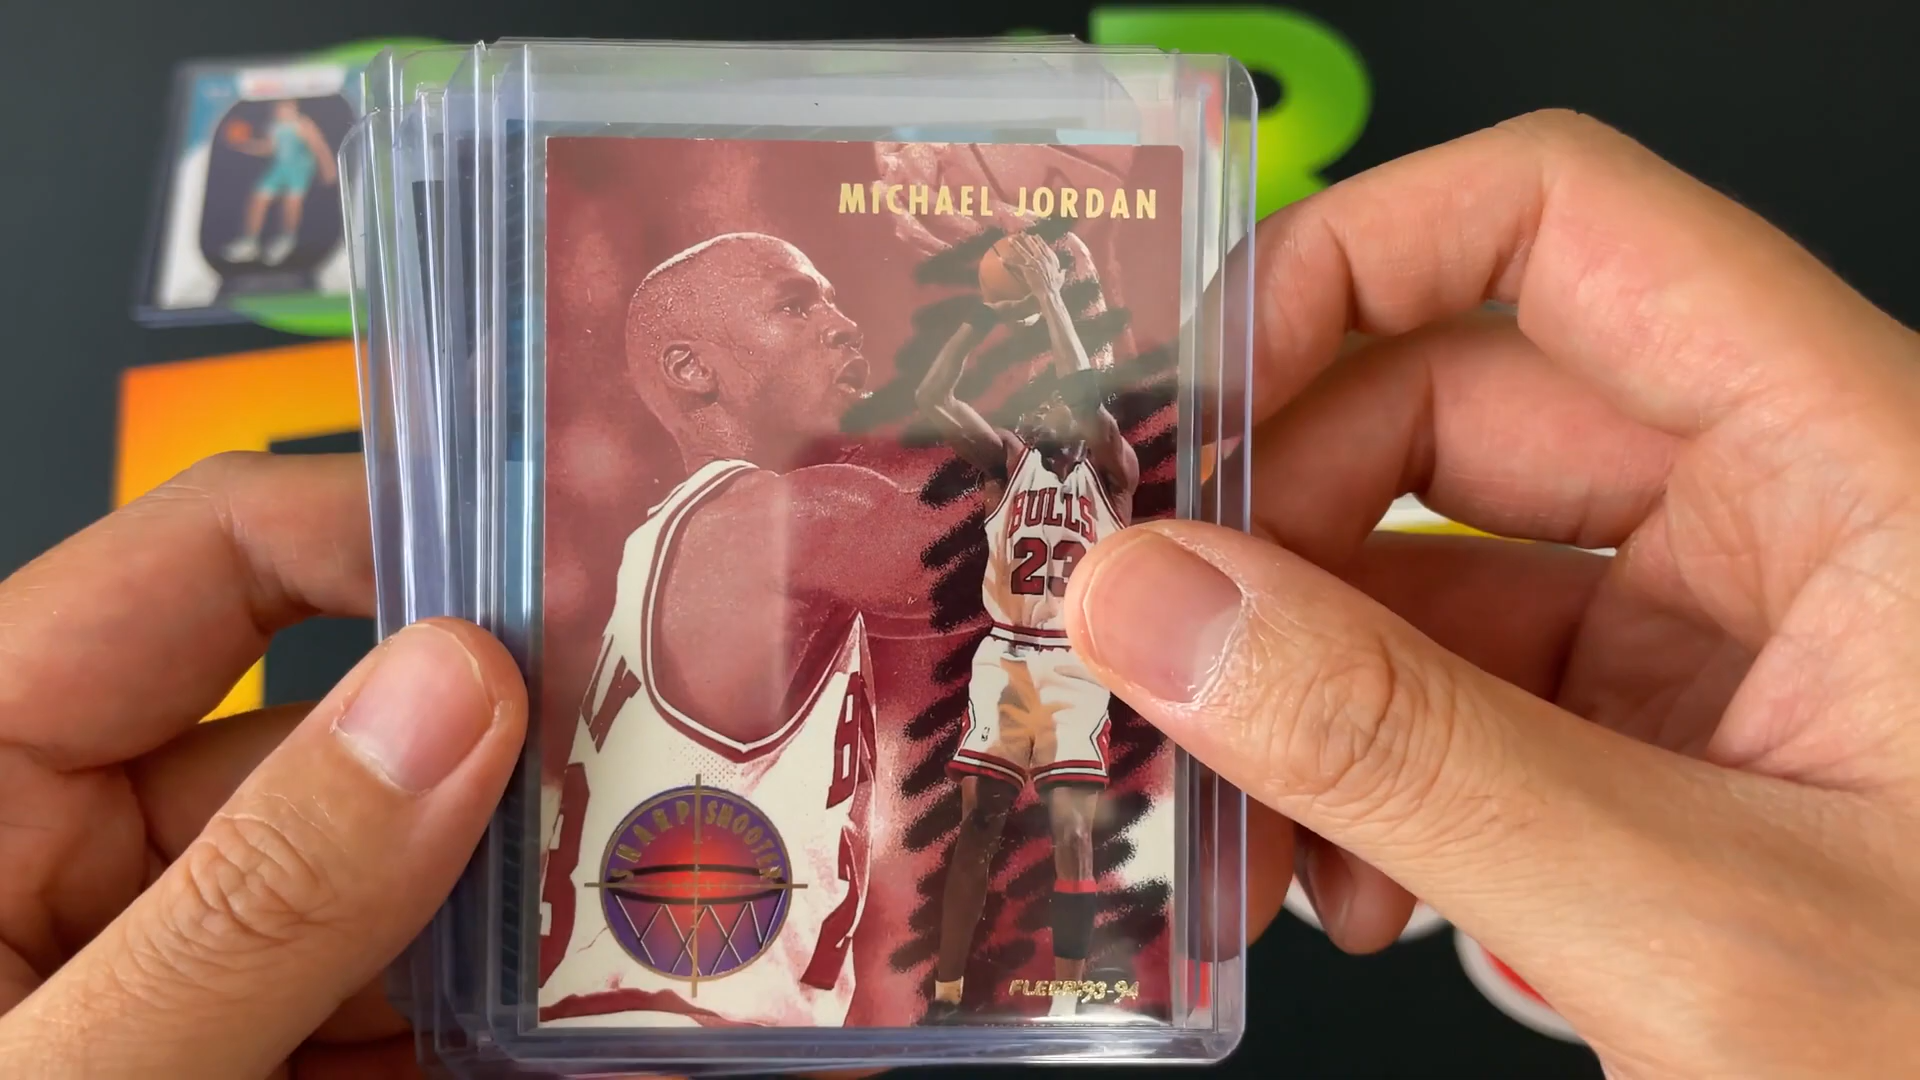 MICHAEL JORDAN
BULLS
23
SHARPSHOOTER
FLEER '93-94